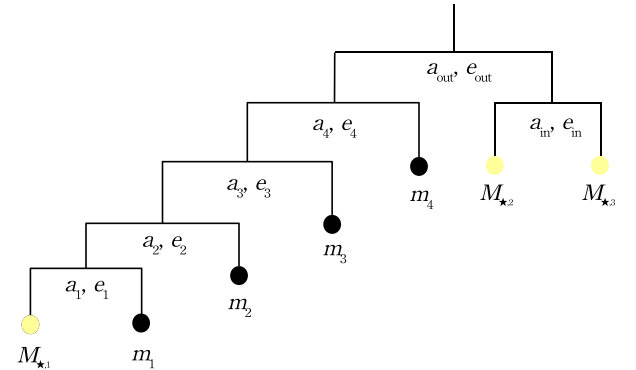 a_out, e_out
a_4, e_4
a_in, e_in
m_4
M_★,2
M_★,3
a_3, e_3
m_3
a_2, e_2
m_2
a_1, e_1
M_★,1
m_1